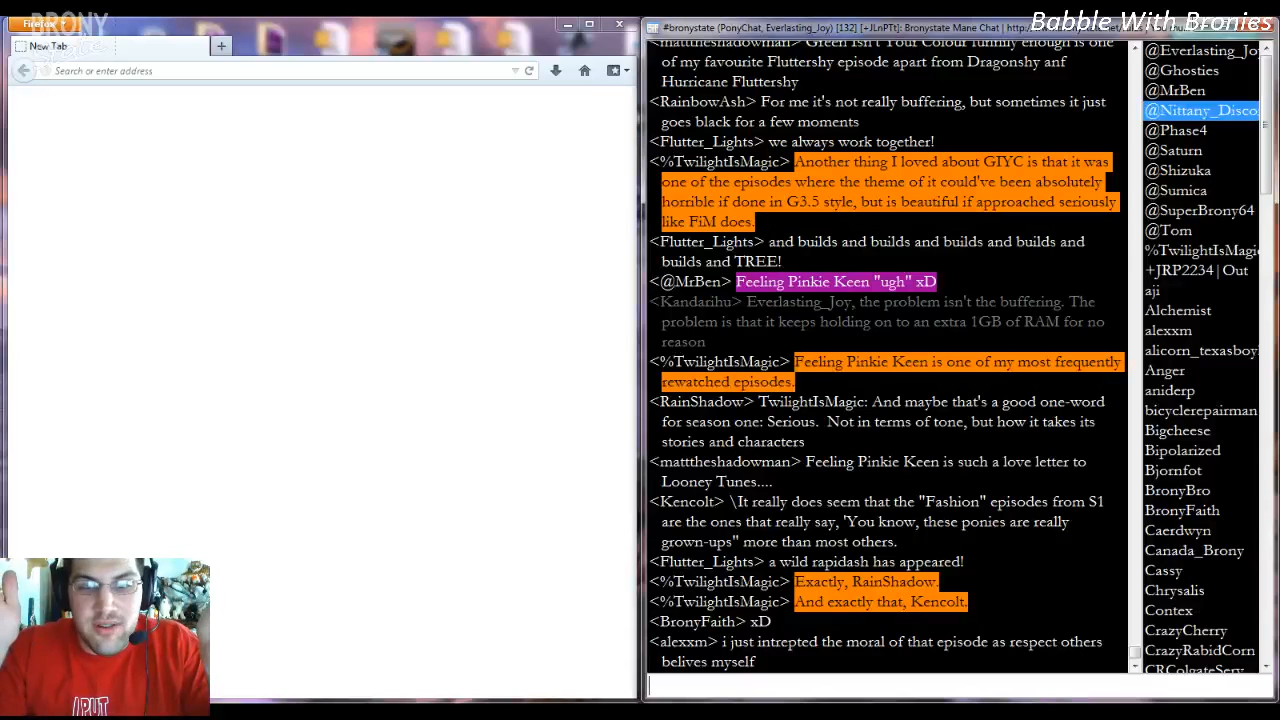 BRONY
Firefox
Babble With Bronies
#bronystate (PonyChat, Everlasting_Joy) [132] [+JLnPTt]: Bronystate Mane Chat |
New Tab
Search or enter address
<mattheshadowman> Green Isn't Your Colour funnily enough is one
of my favourite Fluttershy episode apart from Dragonshy anf
Hurricane Fluttershy
<RainbowAsh> For me it's not really buffering, but sometimes it just
goes black for a few moments
<Flutter_Lights> we always work together!
<%TwilightIsMagic> Another thing I loved about GIYC is that it was
one of the episodes where the theme of it could've been absolutely
horrible if done in G3.5 style, but is beautiful if approached seriously
like FiM does.
<Flutter_Lights> and builds and builds and builds and builds and
builds and TREE!
<@MrBen> Feeling Pinkie Keen "ugh" xD
<Kandarihu> Everlasting_Joy, the problem isn't the buffering. The
problem is that it keeps holding on to an extra 1GB of RAM for no
reason
<%TwilightIsMagic> Feeling Pinkie Keen is one of my most frequently
rewatched episodes.
<RainShadow> TwilightIsMagic: And maybe that's a good one-word
for season one: Serious.  Not in terms of tone, but how it takes its
stories and characters
<mattheshadowman> Feeling Pinkie Keen is such a love letter to
Looney Tunes....
<Kencolt> \It really does seem that the "Fashion" episodes from S1
are the ones that really say, 'You know, these ponies are really
grown-ups" more than most others.
<Flutter_Lights> a wild rapidash has appeared!
<%TwilightIsMagic> Exactly, RainShadow.
<%TwilightIsMagic> And exactly that, Kencolt.
<BronyFaith> xD
<alexxm> i just intrepted the moral of that episode as respect others
belives myself
@Everlasting_Jo
@Ghosties
@MrBen
@Nittany_Disco
@Phase4
@Saturn
@Shizuka
@Sumica
@SuperBrony64
@Tom
%TwilightIsMagic
+JRP2234|Out
aji
Alchemist
alexxm
alicorn_texasboy
Anger
aniderp
bicyclerepairman
Bigcheese
Bipolarized
Bjornfot
BronyBro
BronyFaith
Caerdwyn
Canada_Brony
Cassy
Chrysalis
Contex
CrazyCherry
CrazyRabidCorn
CRColgateServ